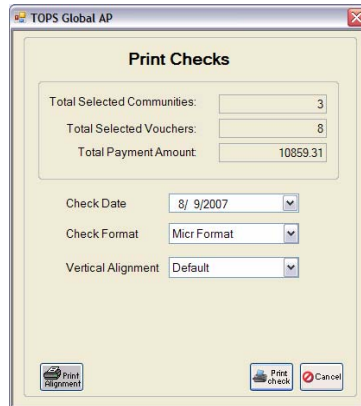 TOPS Global AP
Print Checks
Total Selected Communities: 3
Total Selected Vouchers: 8
Total Payment Amount: 10859.31
Check Date 8/ 9/2007
Check Format Micr Format
Vertical Alignment Default
Print Alignment
Print check
Cancel